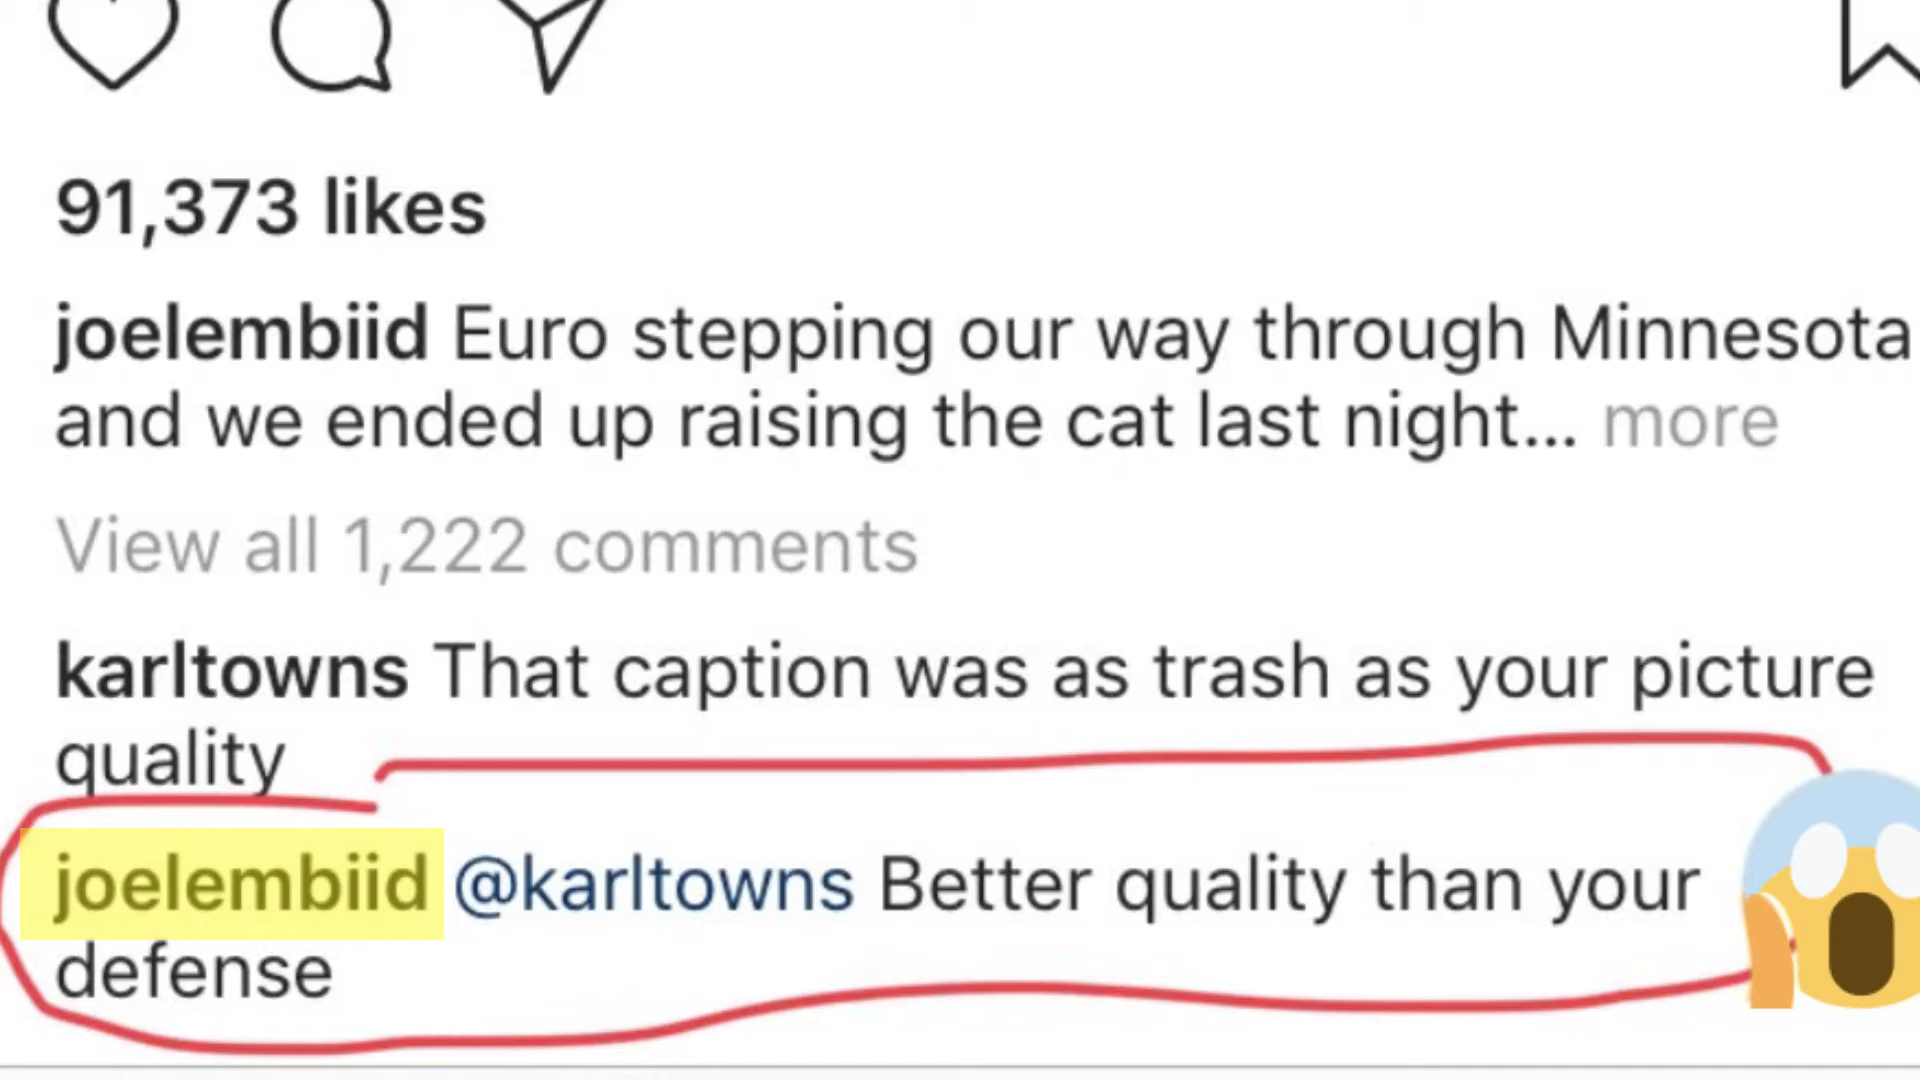 91,373 likes
joelembiid Euro stepping our way through Minnesota
and we ended up raising the cat last night... more
View all 1,222 comments
karltowns That caption was as trash as your picture
quality
joelembiid @karltowns Better quality than your
defense